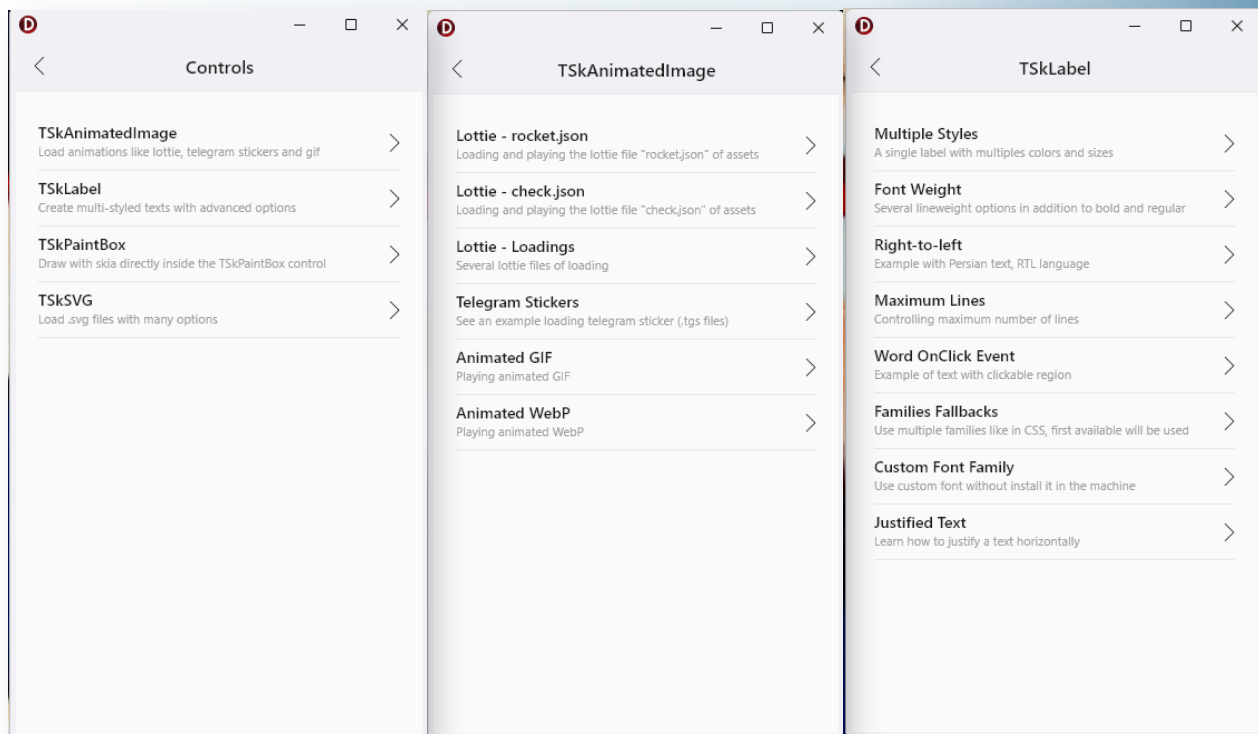 Controls
TSkAnimatedImage
Load animations like lottie, telegram stickers and gif
TSkLabel
Create multi-styled texts with advanced options
TSkPaintBox
Draw with skia directly inside the TSkPaintBox control
TSkSVG
Load .svg files with many options
TSkAnimatedImage
Lottie - rocket.json
Loading and playing the lottie file "rocket.json" of assets
Lottie - check.json
Loading and playing the lottie file "check.json" of assets
Lottie - Loadings
Several lottie files of loading
Telegram Stickers
See an example loading telegram sticker (.tgs files)
Animated GIF
Playing animated GIF
Animated WebP
Playing animated WebP
TSkLabel
Multiple Styles
A single label with multiples colors and sizes
Font Weight
Several lineweight options in addition to bold and regular
Right-to-left
Example with Persian text, RTL language
Maximum Lines
Controlling maximum number of lines
Word OnClick Event
Example of text with clickable region
Families Fallbacks
Use multiple families like in CSS, first available will be used
Custom Font Family
Use custom font without install it in the machine
Justified Text
Learn how to justify a text horizontally